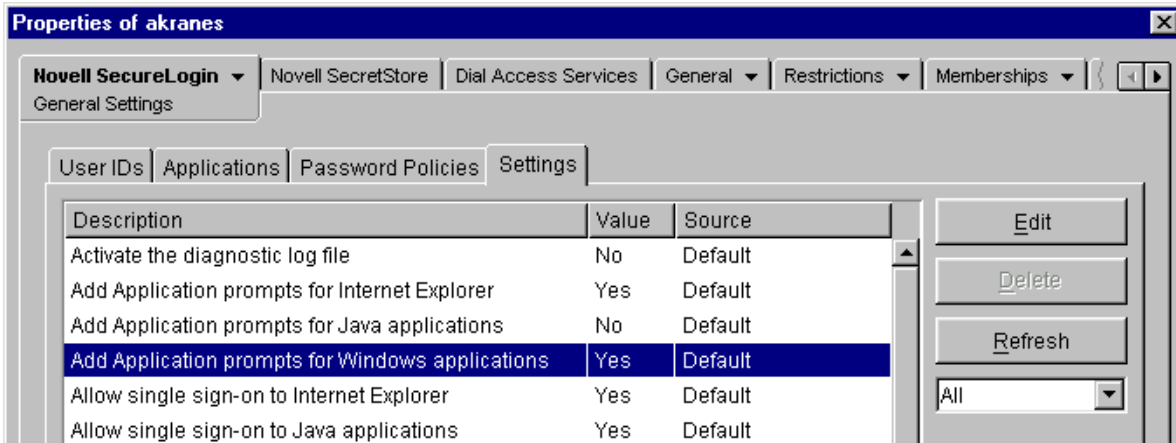 Properties of akranes
Novell SecureLogin Novell SecretStore Dial Access Services General Restrictions Memberships
General Settings
User IDs Applications Password Policies Settings
Description Value Source Edit
Activate the diagnostic log file No Default
Add Application prompts for Internet Explorer Yes Default Delete
Add Application prompts for Java applications No Default
Add Application prompts for Windows applications Yes Default Refresh
Allow single sign-on to Internet Explorer Yes Default All
Allow single sign-on to Java applications Yes Default